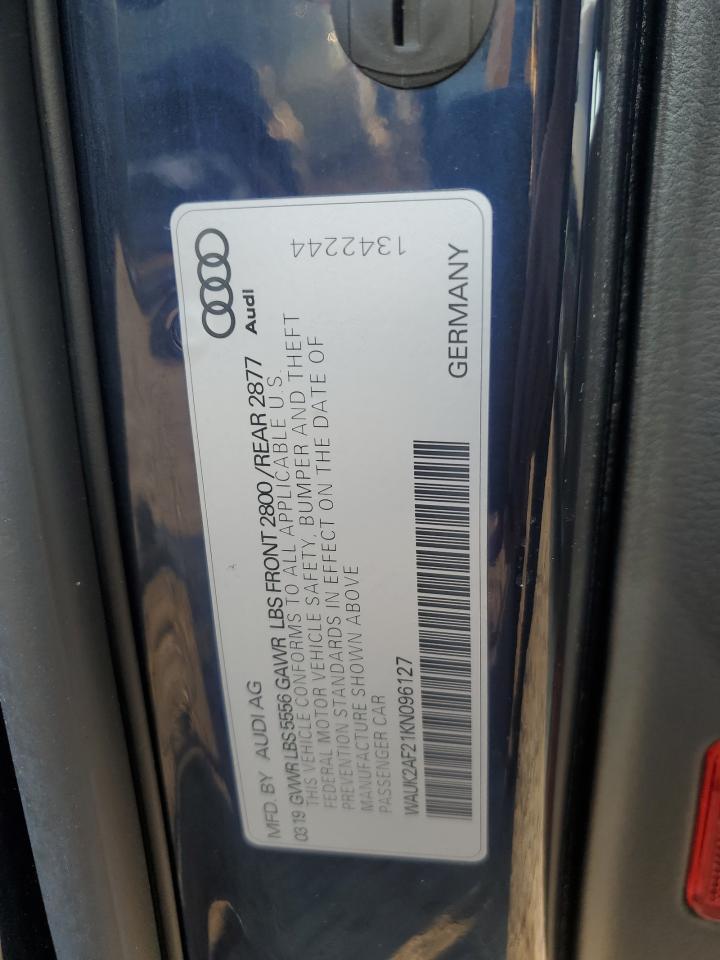 MFD. BY AUDI AG
0319 GVWR LBS 5556 GAWR LBS FRONT 2800 / REAR 2877
THIS VEHICLE CONFORMS TO ALL APPLICABLE U.S.
FEDERAL MOTOR VEHICLE SAFETY, BUMPER AND THEFT
PREVENTION STANDARDS IN EFFECT ON THE DATE OF
MANUFACTURE SHOWN ABOVE
PASSENGER CAR
WAUK2AF21KN096127
Audi
1342244
GERMANY